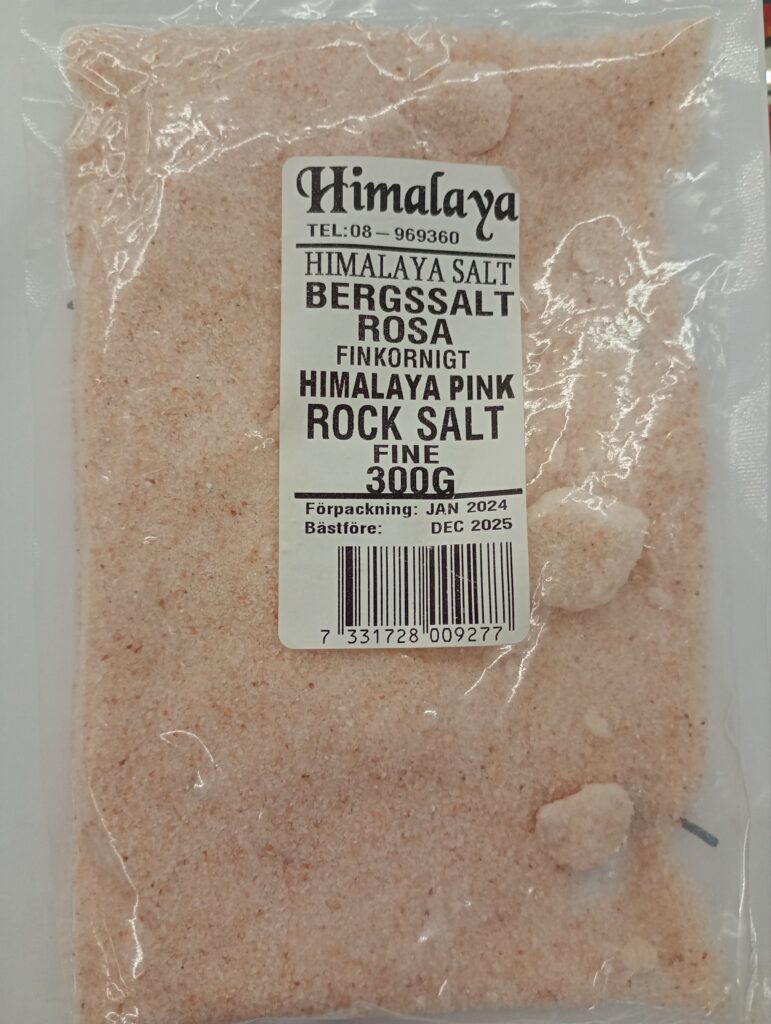 Himalaya
TEL:08-969360
HIMALAYA SALT
BERGSSALT
ROSA
FINKORNIGT
HIMALAYA PINK
ROCK SALT
FINE
300G
Förpackning: JAN 2024
Bästföre: DEC 2025
7 331728 009277